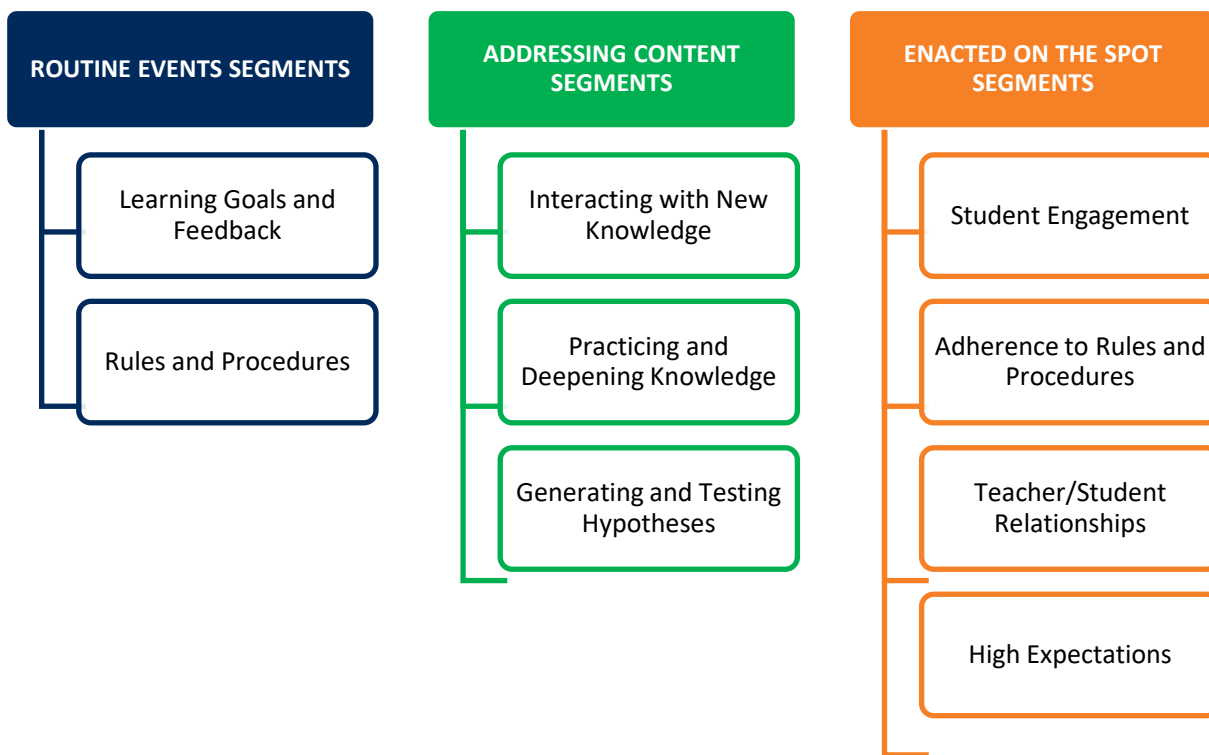 ROUTINE EVENTS SEGMENTS
Learning Goals and
Feedback
Rules and Procedures
ADDRESSING CONTENT
SEGMENTS
Interacting with New
Knowledge
Practicing and
Deepening Knowledge
Generating and Testing
Hypotheses
ENACTED ON THE SPOT
SEGMENTS
Student Engagement
Adherence to Rules and
Procedures
Teacher/Student
Relationships
High Expectations